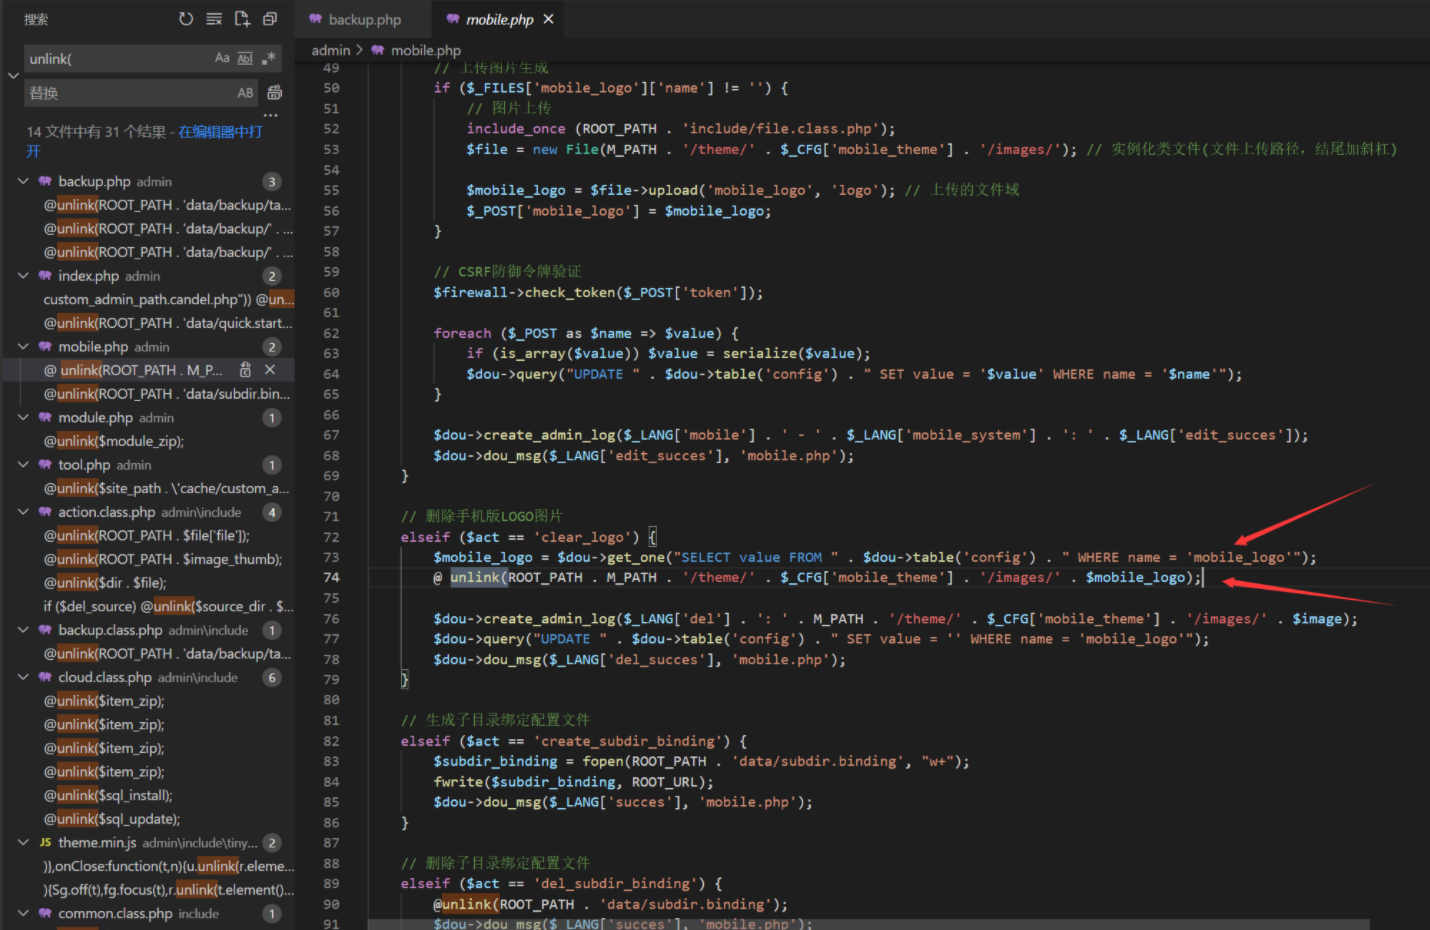 搜索
unlink(
Aa Abl .*
替换
AB
...
14 文件中有 31 个结果 - 在编辑器中打
开
backup.php admin 3
@unlink(ROOT_PATH . 'data/backup/ta...
@unlink(ROOT_PATH . 'data/backup/' . ...
@unlink(ROOT_PATH . 'data/backup/' . ...
index.php admin 2
custom_admin_path.candel.php")) @un...
@unlink(ROOT_PATH . 'data/quick.start...
mobile.php admin 2
@ unlink(ROOT_PATH . M_P...
@unlink(ROOT_PATH . 'data/subdir.bin...
module.php admin 1
@unlink($module_zip);
tool.php admin 1
@unlink($site_path . \'cache/custom_a...
action.class.php admin\include 4
@unlink(ROOT_PATH . $file['file']);
@unlink(ROOT_PATH . $image_thumb);
@unlink($dir . $file);
if ($del_source) @unlink($source_dir . $...
backup.class.php admin\include 1
@unlink(ROOT_PATH . 'data/backup/ta...
cloud.class.php admin\include 6
@unlink($item_zip);
@unlink($item_zip);
@unlink($item_zip);
@unlink($item_zip);
@unlink($sql_install);
@unlink($sql_update);
JS theme.min.js admin\include\tiny... 2
)},onClose:function(t,n){u.unlink(r.eleme...
){Sg.off(t),fg.focus(t),r.unlink(t.element()...
common.class.php include 1
backup.php
mobile.php
admin > mobile.php
49 // 上传图片生成
50 if ($_FILES['mobile_logo']['name'] != '') {
51 // 图片上传
52 include_once (ROOT_PATH . 'include/file.class.php');
53 $file = new File(M_PATH . '/theme/' . $_CFG['mobile_theme'] . '/images/'); // 实例化类文件(文件上传路径，结尾加斜杠)
54
55 $mobile_logo = $file->upload('mobile_logo', 'logo'); // 上传的文件域
56 $_POST['mobile_logo'] = $mobile_logo;
57 }
58
59 // CSRF防御令牌验证
60 $firewall->check_token($_POST['token']);
61
62 foreach ($_POST as $name => $value) {
63 if (is_array($value)) $value = serialize($value);
64 $dou->query("UPDATE " . $dou->table('config') . " SET value = '$value' WHERE name = '$name'");
65 }
66
67 $dou->create_admin_log($_LANG['mobile'] . ' - ' . $_LANG['mobile_system'] . ': ' . $_LANG['edit_succes']);
68 $dou->dou_msg($_LANG['edit_succes'], 'mobile.php');
69 }
70
71 // 删除手机版LOGO图片
72 elseif ($act == 'clear_logo') {
73 $mobile_logo = $dou->get_one("SELECT value FROM " . $dou->table('config') . " WHERE name = 'mobile_logo'");
74 @ unlink(ROOT_PATH . M_PATH . '/theme/' . $_CFG['mobile_theme'] . '/images/' . $mobile_logo);
75
76 $dou->create_admin_log($_LANG['del'] . ': ' . M_PATH . '/theme/' . $_CFG['mobile_theme'] . '/images/' . $image);
77 $dou->query("UPDATE " . $dou->table('config') . " SET value = '' WHERE name = 'mobile_logo'");
78 $dou->dou_msg($_LANG['del_succes'], 'mobile.php');
79 }
80
81 // 生成子目录绑定配置文件
82 elseif ($act == 'create_subdir_binding') {
83 $subdir_binding = fopen(ROOT_PATH . 'data/subdir.binding', "w+");
84 fwrite($subdir_binding, ROOT_URL);
85 $dou->dou_msg($_LANG['succes'], 'mobile.php');
86 }
87
88 // 删除子目录绑定配置文件
89 elseif ($act == 'del_subdir_binding') {
90 @unlink(ROOT_PATH . 'data/subdir.binding');
91 $dou->dou_msg($_LANG['succes'], 'mobile.php');